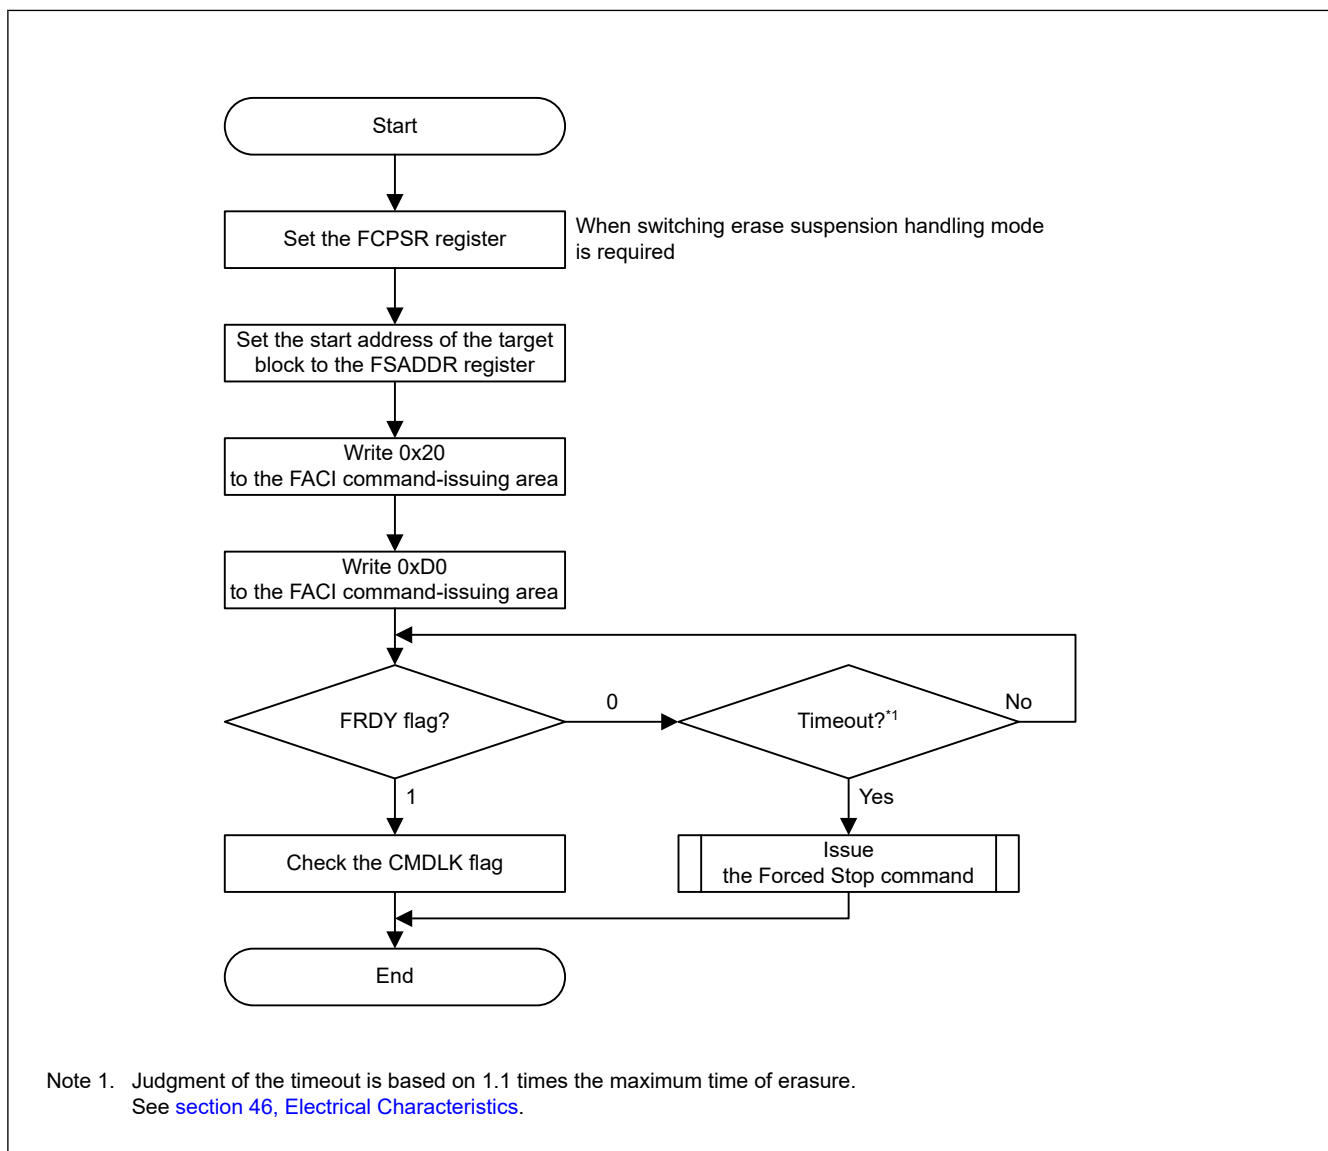 Start
Set the FCPSR register
When switching erase suspension handling mode
is required
Set the start address of the target
block to the FSADDR register
Write 0x20
to the FACI command-issuing area
Write 0xD0
to the FACI command-issuing area
FRDY flag?
0
Timeout?*1
No
1
Yes
Check the CMDLK flag
Issue
the Forced Stop command
End
Note 1. Judgment of the timeout is based on 1.1 times the maximum time of erasure.
See section 46, Electrical Characteristics.